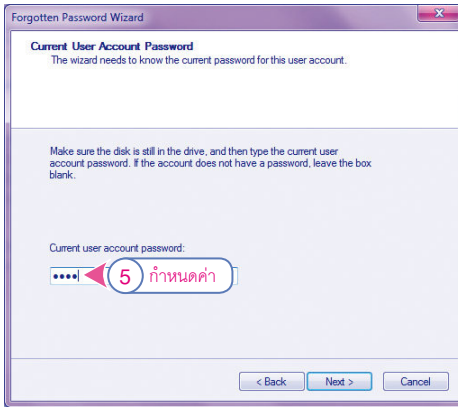 Forgotten Password Wizard
Current User Account Password
The wizard needs to know the current password for this user account.
Make sure the disk is still in the drive, and then type the current user
account password. If the account does not have a password, leave the box
blank.
Current user account password:
••••
5 กำหนดค่า
< Back Next > Cancel